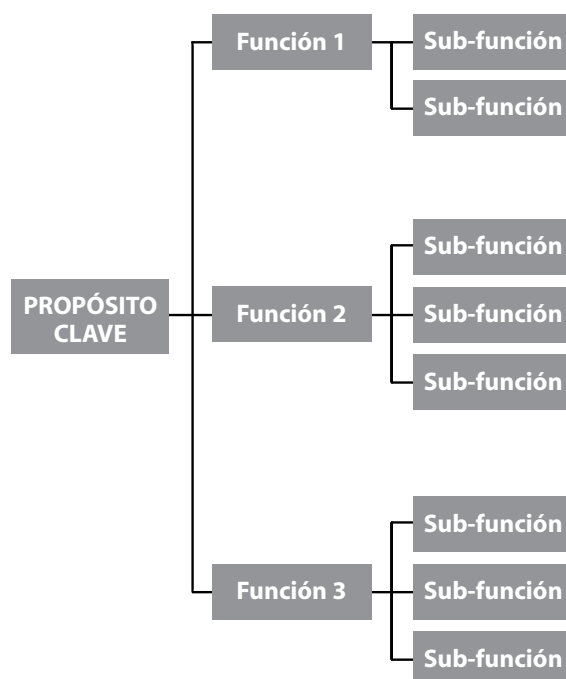 Función 1
Sub-función
Sub-función
PROPÓSITO
CLAVE
Función 2
Sub-función
Sub-función
Sub-función
Función 3
Sub-función
Sub-función
Sub-función